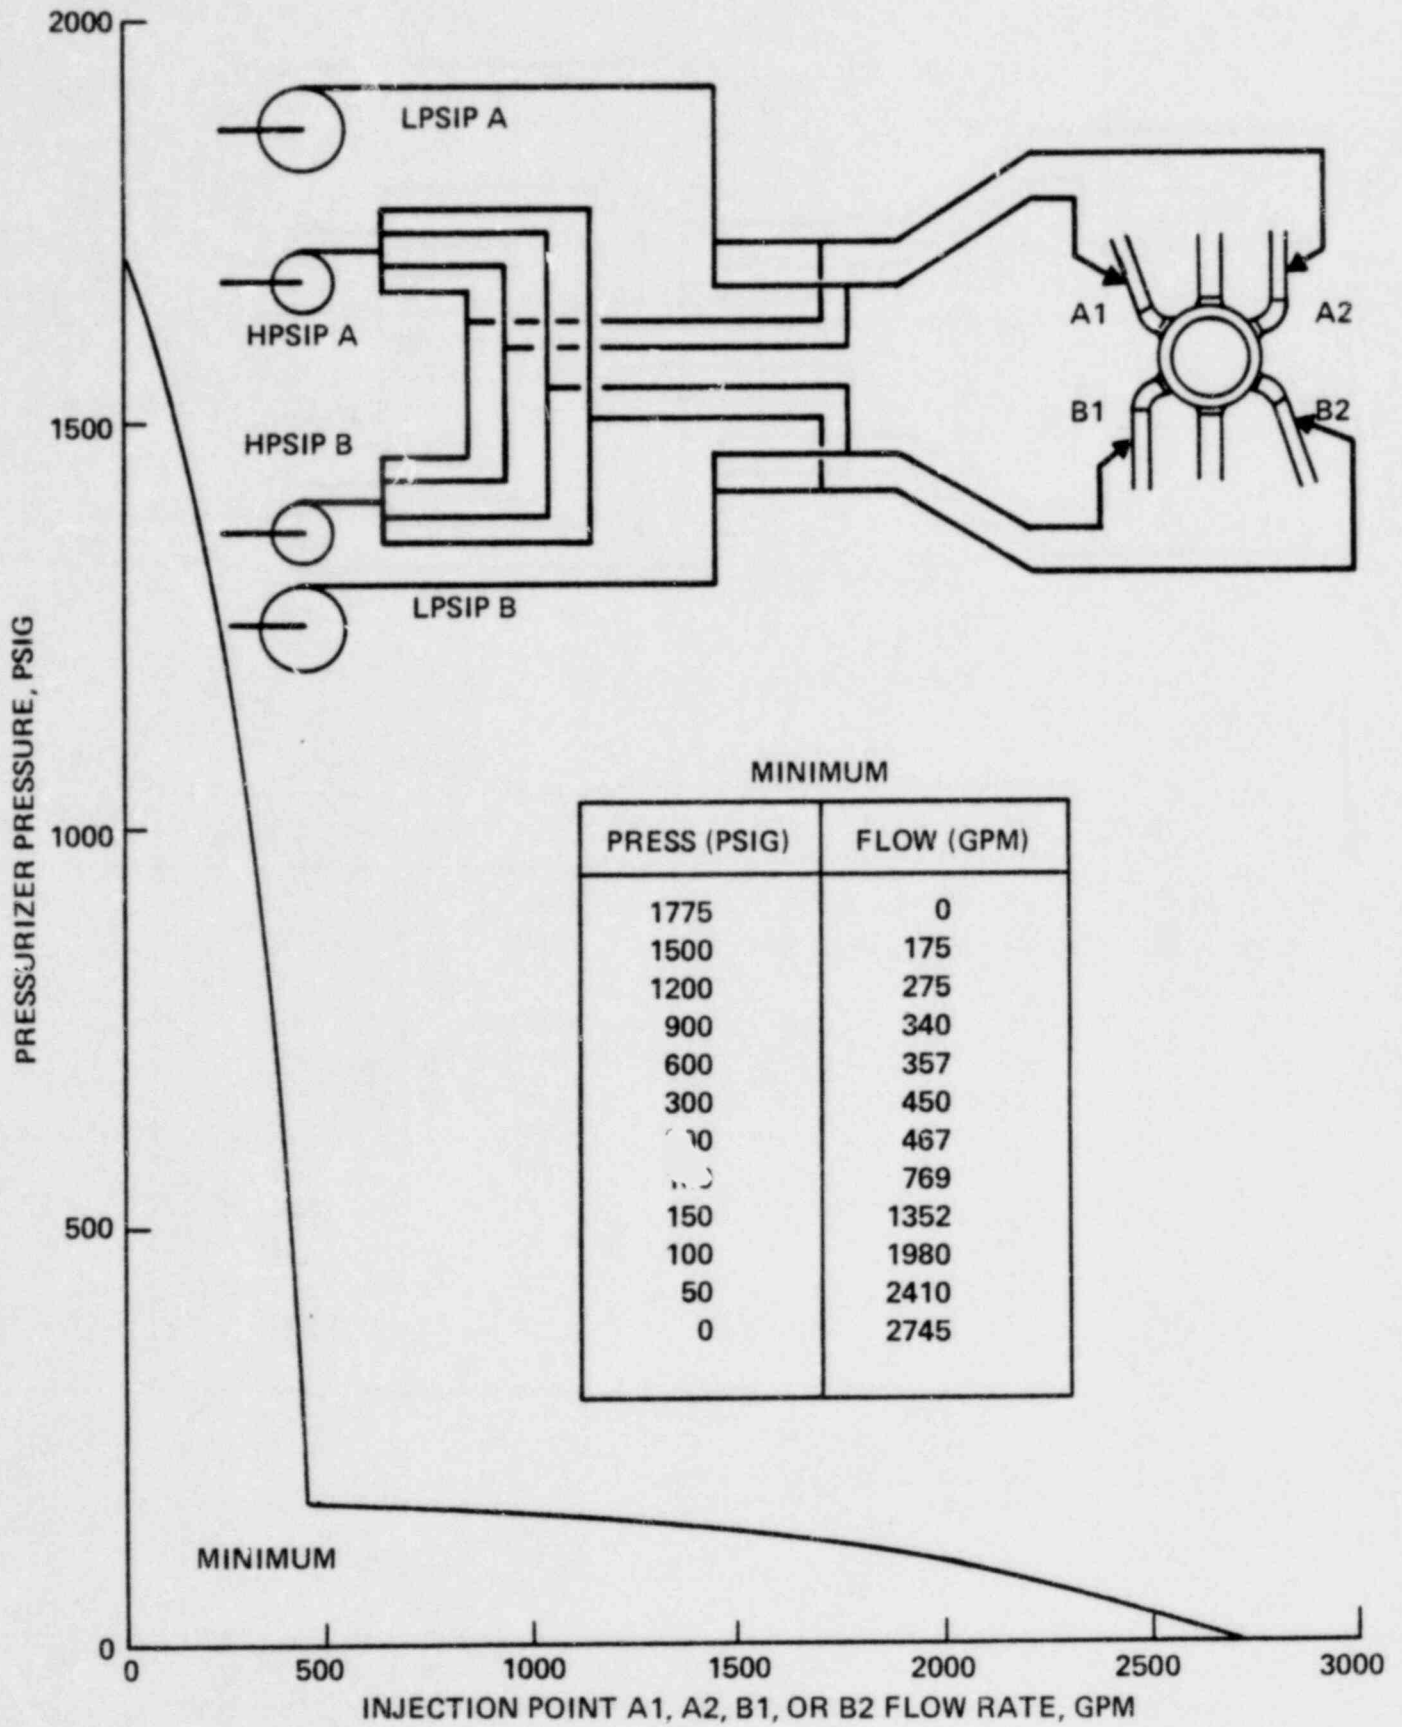 2000
LPSIP A
HPSIP A
A1
A2
1500
HPSIP B
B1
B2
LPSIP B
PRESSURIZER PRESSURE, PSIG
MINIMUM
PRESS (PSIG) FLOW (GPM)
1000
1775 0
1500 175
1200 275
900 340
600 357
300 450
467
769
150 1352
100 1980
50 2410
0 2745
500
MINIMUM
0
0 500 1000 1500 2000 2500 3000
INJECTION POINT A1, A2, B1, OR B2 FLOW RATE, GPM